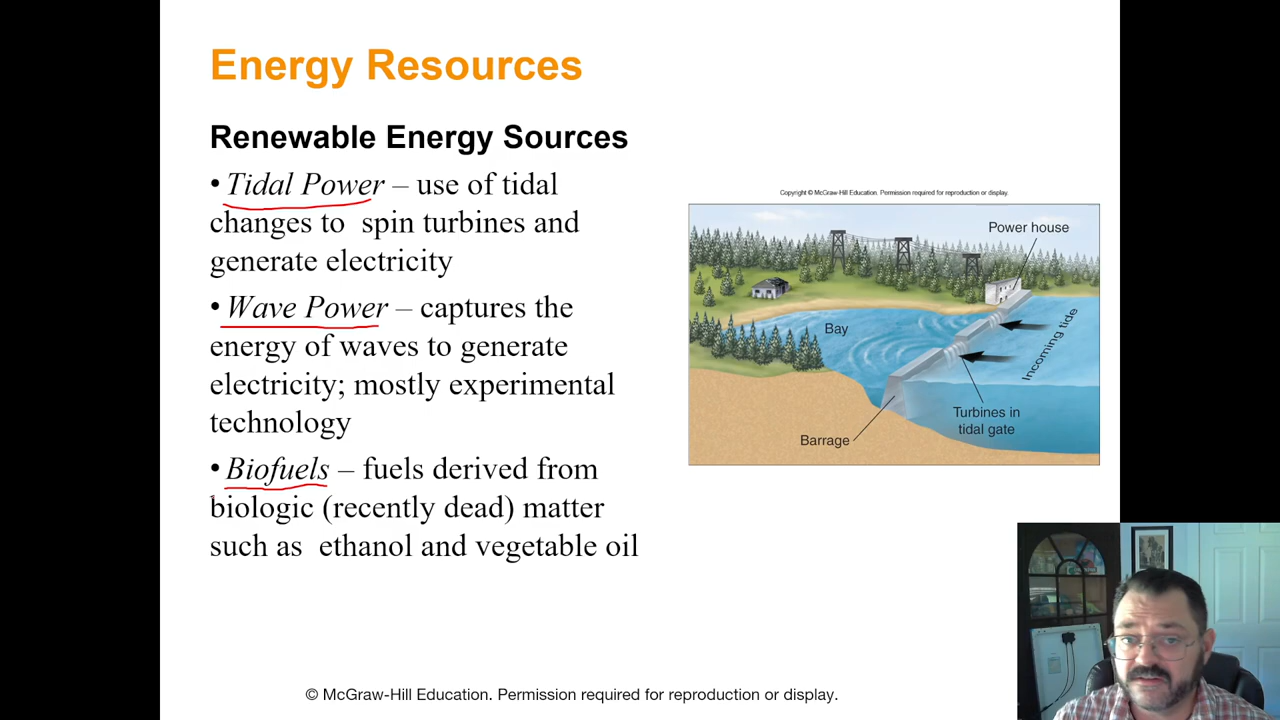 Energy Resources
Renewable Energy Sources
• Tidal Power – use of tidal
changes to spin turbines and
generate electricity
• Wave Power – captures the
energy of waves to generate
electricity; mostly experimental
technology
• Biofuels – fuels derived from
biologic (recently dead) matter
such as ethanol and vegetable oil
Copyright © McGraw-Hill Education. Permission required for reproduction or display.
Power house
Bay
Incoming tide
Turbines in
tidal gate
Barrage
© McGraw-Hill Education. Permission required for reproduction or display.